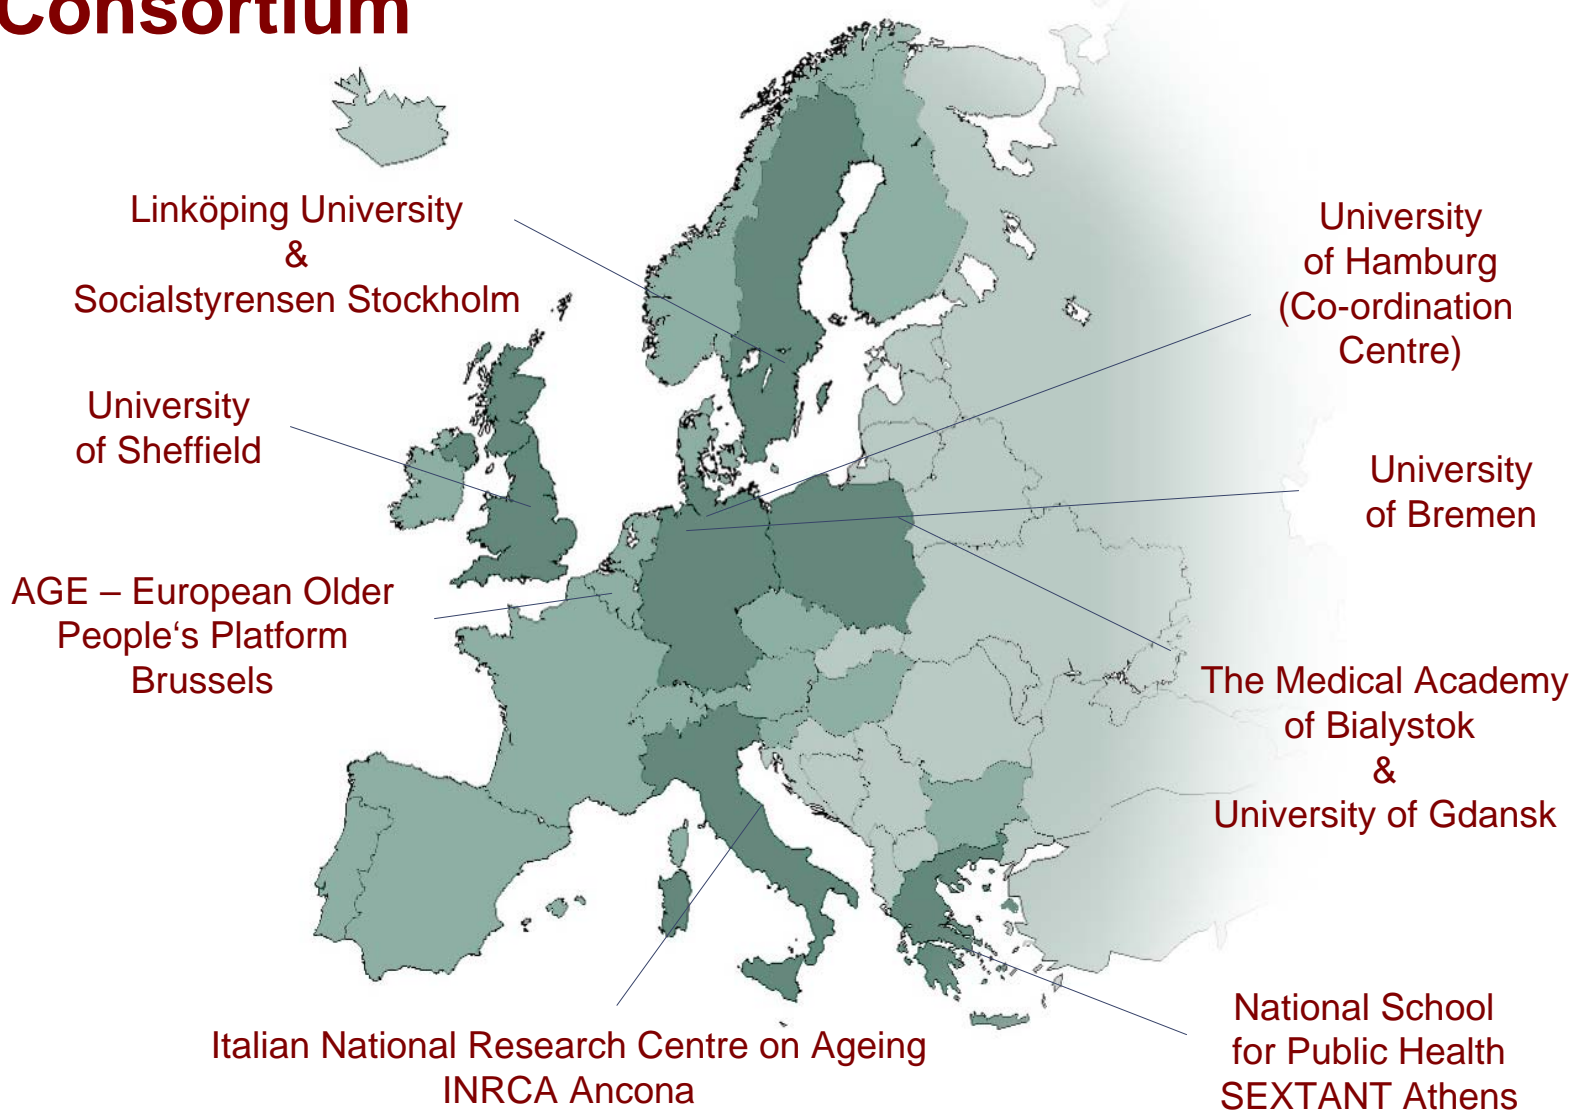 Consortium
Linköping University
&
Socialstyrensen Stockholm
University
of Sheffield
AGE – European Older
People‘s Platform
Brussels
Italian National Research Centre on Ageing
INRCA Ancona
University
of Hamburg
(Co-ordination
Centre)
University
of Bremen
The Medical Academy
of Bialystok
&
University of Gdansk
National School
for Public Health
SEXTANT Athens